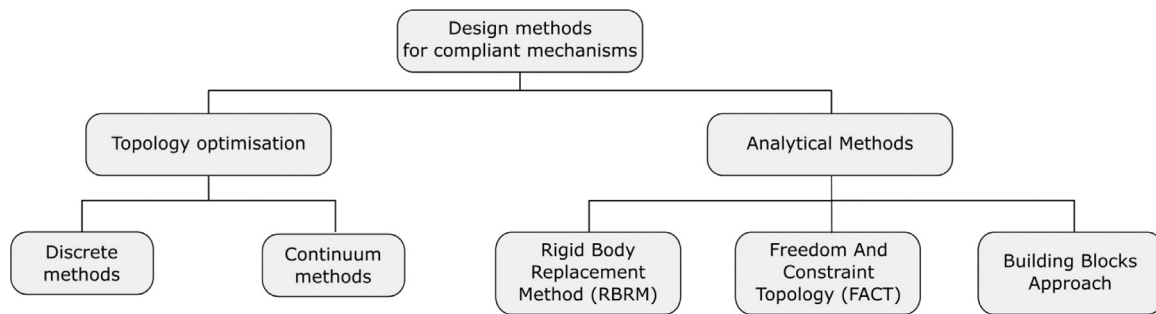 Design methods
for compliant mechanisms
Topology optimisation
Analytical Methods
Discrete
methods
Continuum
methods
Rigid Body
Replacement
Method (RBRM)
Freedom And
Constraint
Topology (FACT)
Building Blocks
Approach